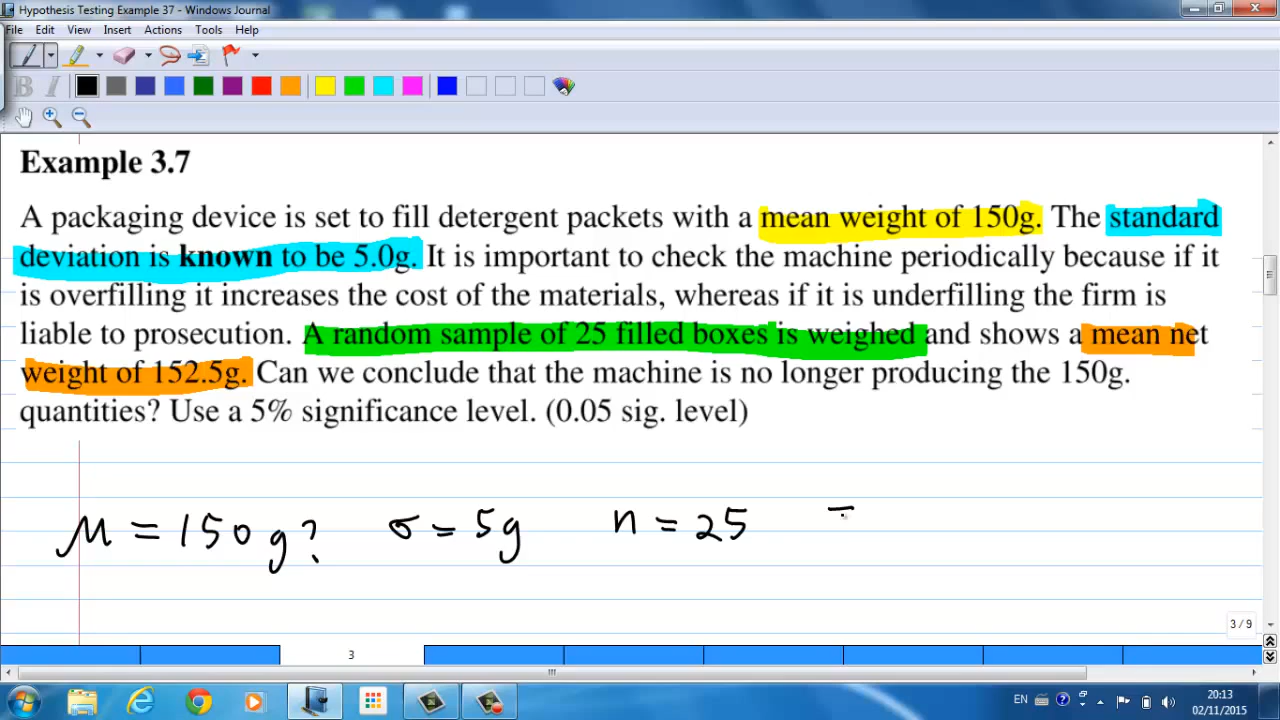 Hypothesis Testing Example 37 - Windows Journal
File Edit View Insert Actions Tools Help
B I
Example 3.7
A packaging device is set to fill detergent packets with a mean weight of 150g. The standard
deviation is known to be 5.0g. It is important to check the machine periodically because if it
is overfilling it increases the cost of the materials, whereas if it is underfilling the firm is
liable to prosecution. A random sample of 25 filled boxes is weighed and shows a mean net
weight of 152.5g. Can we conclude that the machine is no longer producing the 150g.
quantities? Use a 5% significance level. (0.05 sig. level)
μ = 150g? σ = 5g n = 25
3 / 9
3
EN
20:13
02/11/2015